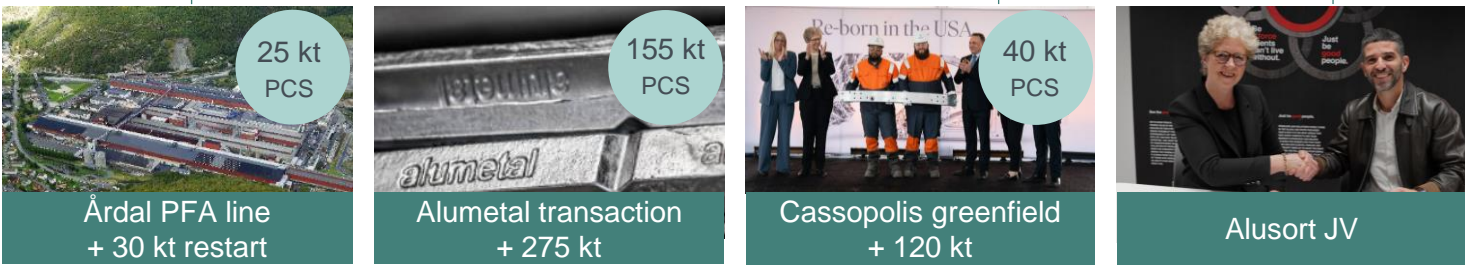 25 kt
PCS
Årdal PFA line
+ 30 kt restart
155 kt
PCS
alumetal
alumetal
Alumetal transaction
+ 275 kt
Re-born in the USA
40 kt
PCS
Cassopolis greenfield
+ 120 kt
Just
be
good
people.
Alusort JV